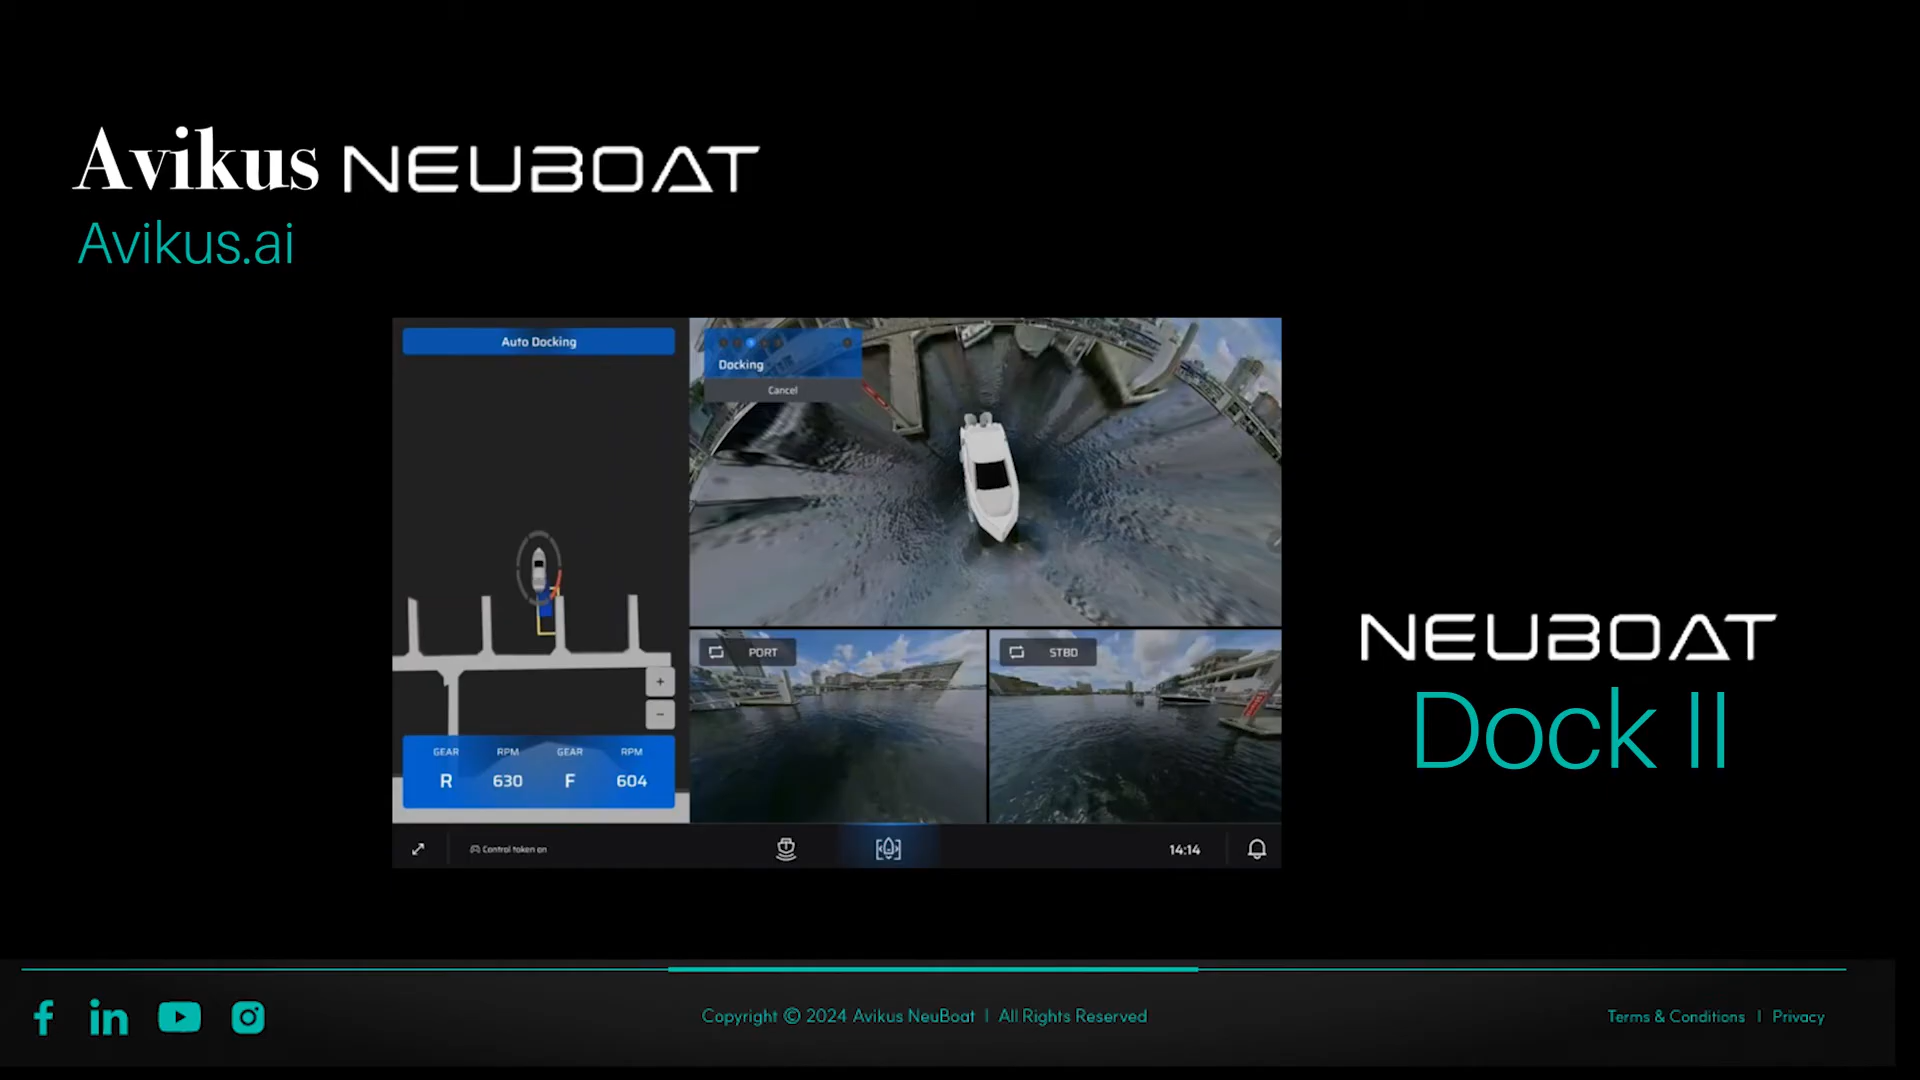 Avikus NEUBOAT
Avikus.ai
Auto Docking
Docking
Cancel
PORT
STBD
+
−
GEAR RPM GEAR RPM
R 630 F 604
Control token on
14:14
NEUBOAT
Dock II
Copyright © 2024 Avikus NeuBoat | All Rights Reserved
Terms & Conditions | Privacy